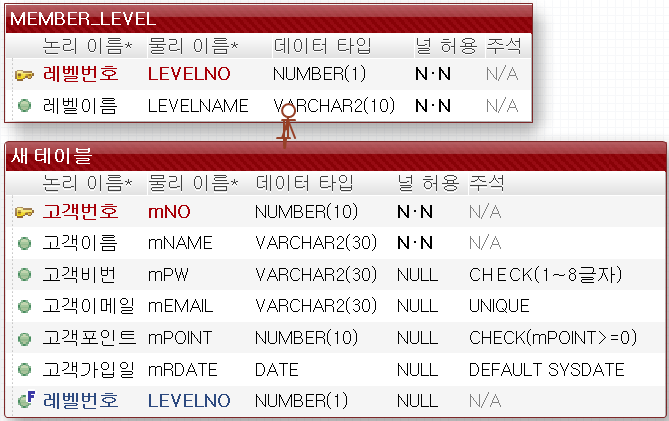 MEMBER_LEVEL
논리 이름* 물리 이름* 데이터 타입 널 허용 주석
레벨번호 LEVELNO NUMBER(1) N·N N/A
레벨이름 LEVELNAME VARCHAR2(10) N·N N/A
새 테이블
논리 이름* 물리 이름* 데이터 타입 널 허용 주석
고객번호 mNO NUMBER(10) N·N N/A
고객이름 mNAME VARCHAR2(30) N·N N/A
고객비번 mPW VARCHAR2(30) NULL CHECK(1~8글자)
고객이메일 mEMAIL VARCHAR2(30) NULL UNIQUE
고객포인트 mPOINT NUMBER(10) NULL CHECK(mPOINT>=0)
고객가입일 mRDATE DATE NULL DEFAULT SYSDATE
F 레벨번호 LEVELNO NUMBER(1) NULL N/A